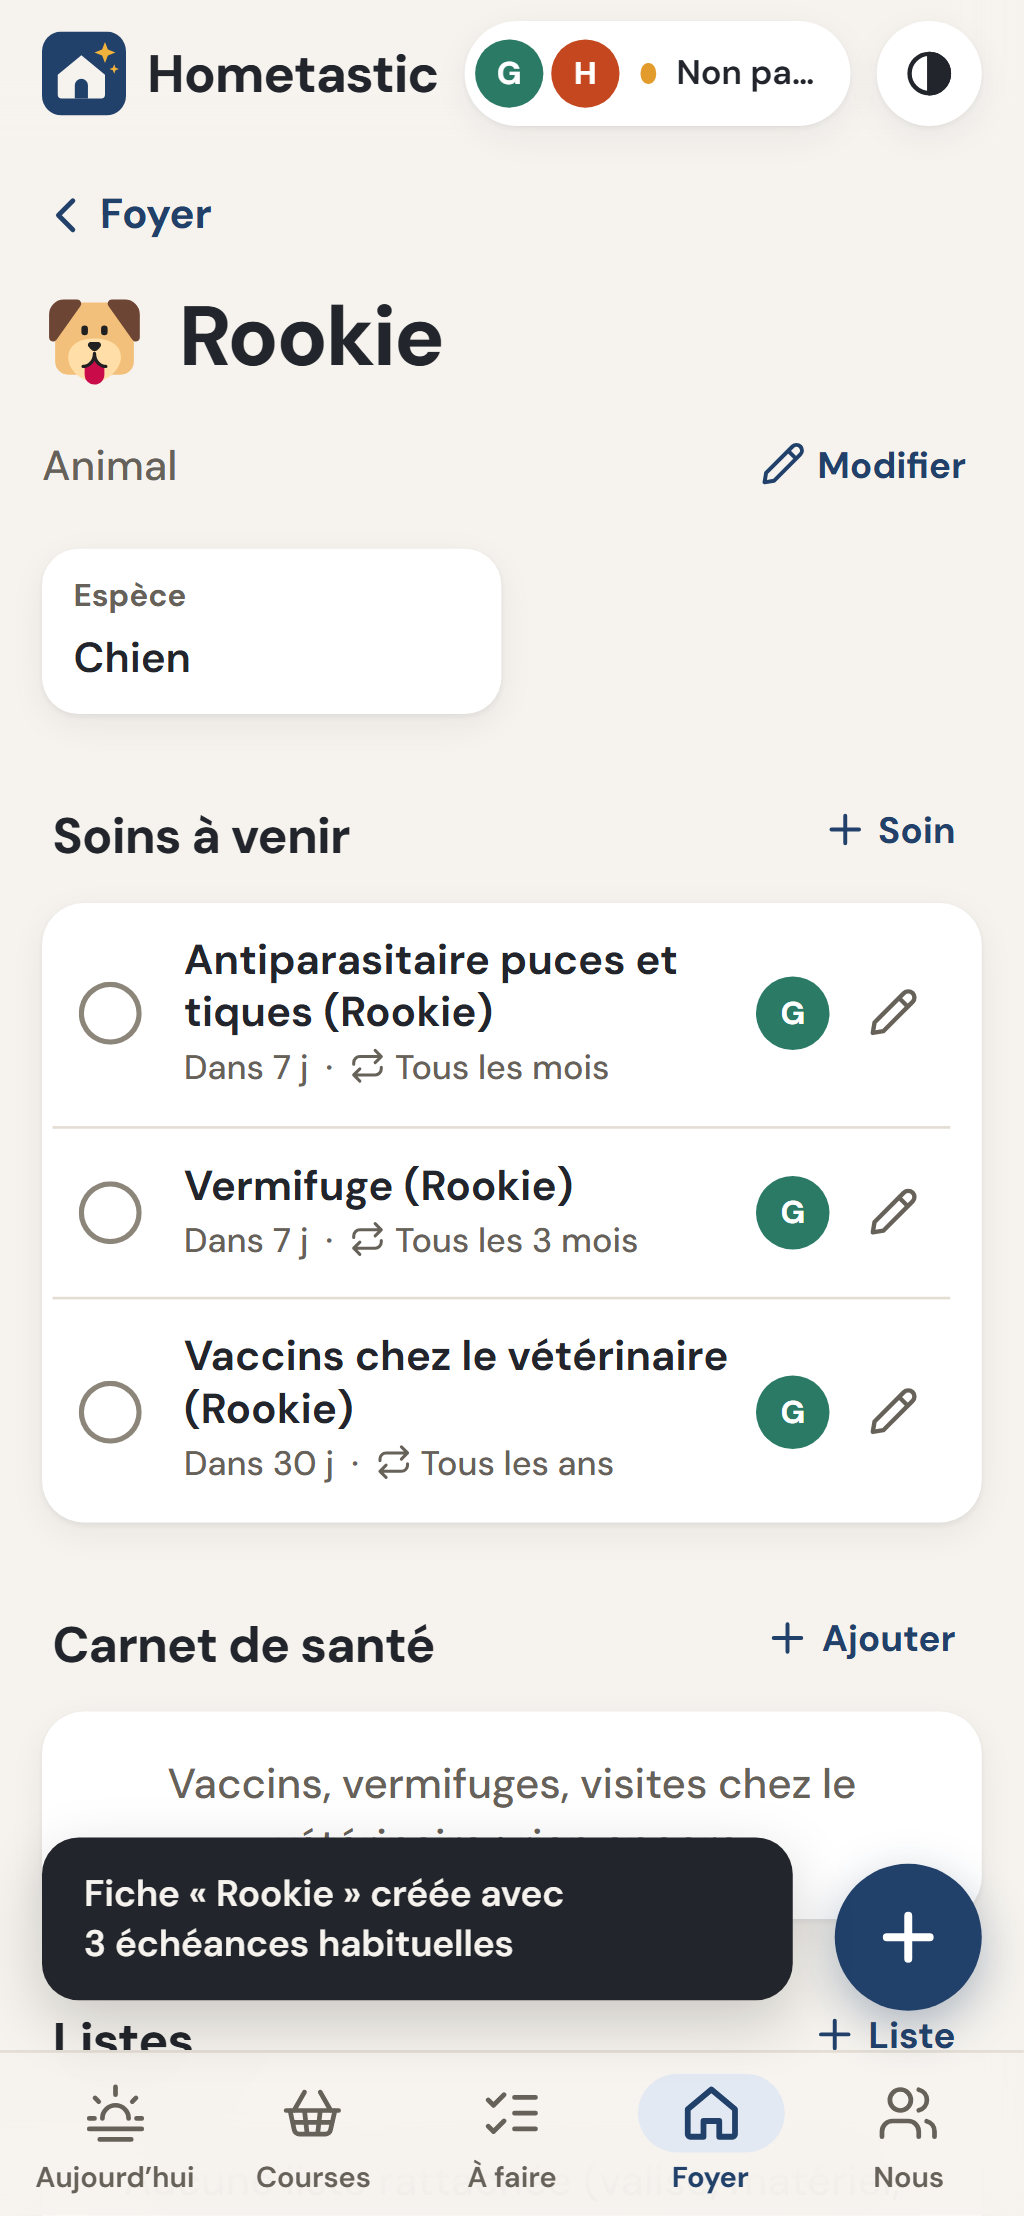 Hometastic
G H Non pa...
Foyer
Rookie
Animal
Modifier
Espèce
Chien
Soins à venir
+ Soin
Antiparasitaire puces et
tiques (Rookie)
Dans 7 j · Tous les mois
G
Vermifuge (Rookie)
Dans 7 j · Tous les 3 mois
G
Vaccins chez le vétérinaire
(Rookie)
Dans 30 j · Tous les ans
G
Carnet de santé
+ Ajouter
Vaccins, vermifuges, visites chez le
Fiche « Rookie » créée avec
3 échéances habituelles
Listes
+ Liste
Aujourd’hui
Courses
À faire
Foyer
Nous